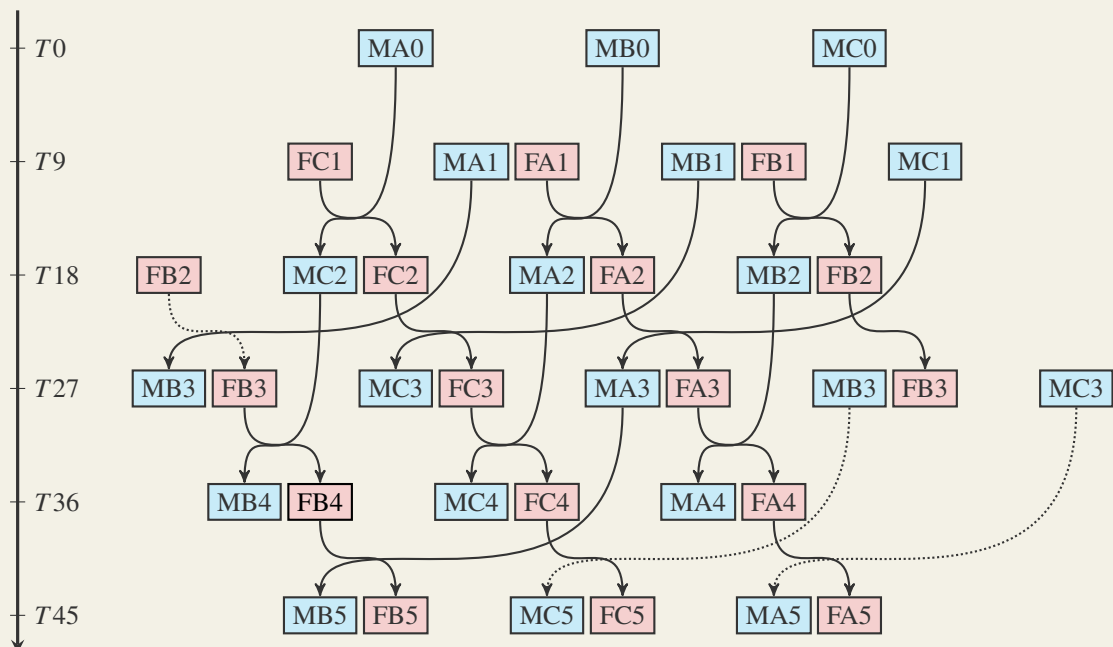 T0 MA0 MB0 MC0
T9 FC1 MA1 FA1 MB1 FB1 MC1
T18 FB2 MC2 FC2 MA2 FA2 MB2 FB2
T27 MB3 FB3 MC3 FC3 MA3 FA3 MB3 FB3 MC3
T36 MB4 FB4 MC4 FC4 MA4 FA4
T45 MB5 FB5 MC5 FC5 MA5 FA5